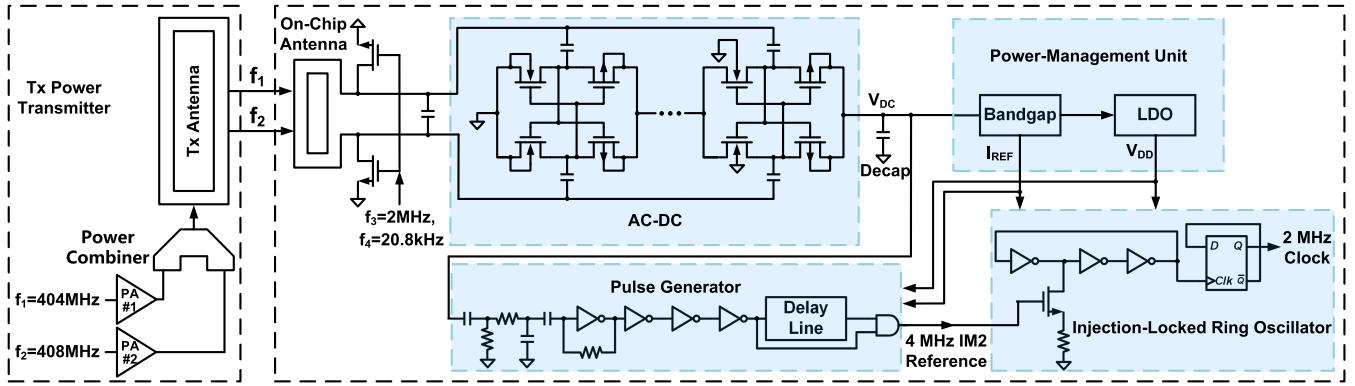 Tx Power
Transmitter
Tx Antenna
Power
Combiner
f1=404MHz
PA
#1
f2=408MHz
PA
#2
f1
f2
On-Chip
Antenna
f3=2MHz,
f4=20.8kHz
AC-DC
VDC
Decap
Power-Management Unit
Bandgap
LDO
IREF
VDD
Pulse Generator
Delay
Line
4 MHz IM2
Reference
D Q
Clk Q̅
2 MHz
Clock
Injection-Locked Ring Oscillator